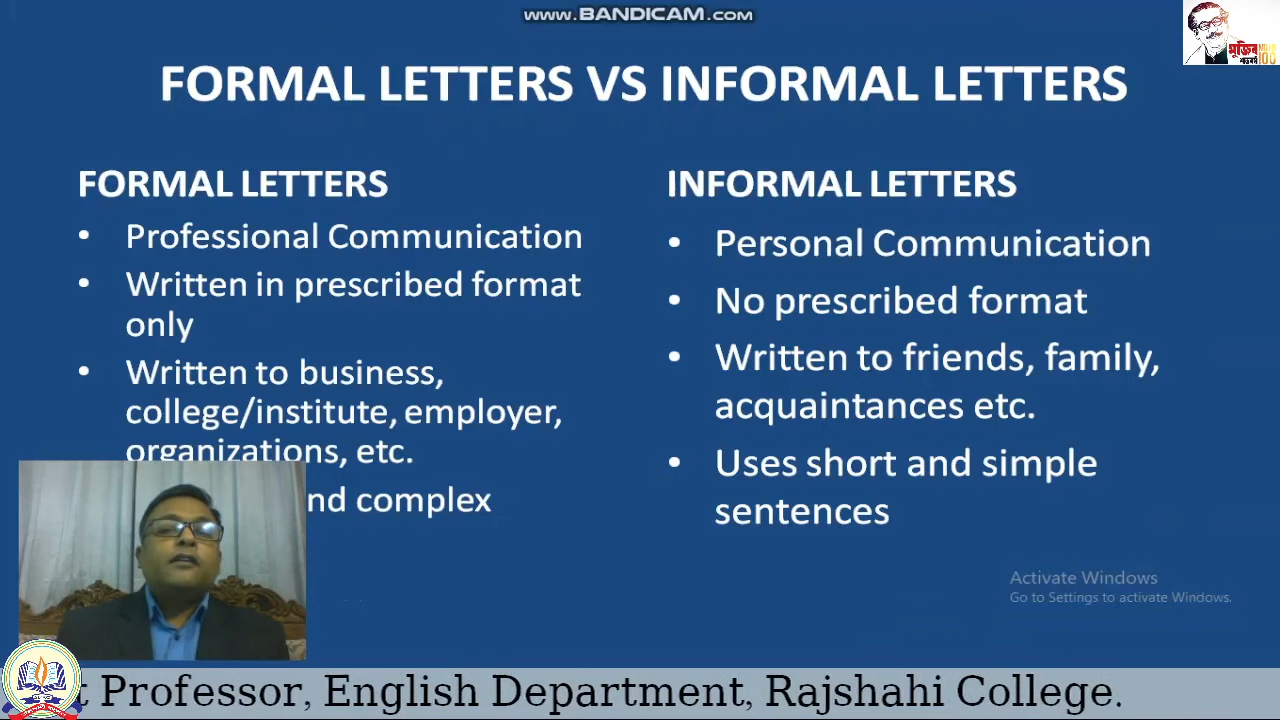 www.BANDICAM.com
মুজিব
শতবর্ষ
100
FORMAL LETTERS VS INFORMAL LETTERS
FORMAL LETTERS
• Professional Communication
• Written in prescribed format
only
• Written to business,
college/institute, employer,
organizations, etc.
complex
INFORMAL LETTERS
• Personal Communication
• No prescribed format
• Written to friends, family,
acquaintances etc.
• Uses short and simple
sentences
Activate Windows
Go to Settings to activate Windows.
Professor, English Department, Rajshahi College.